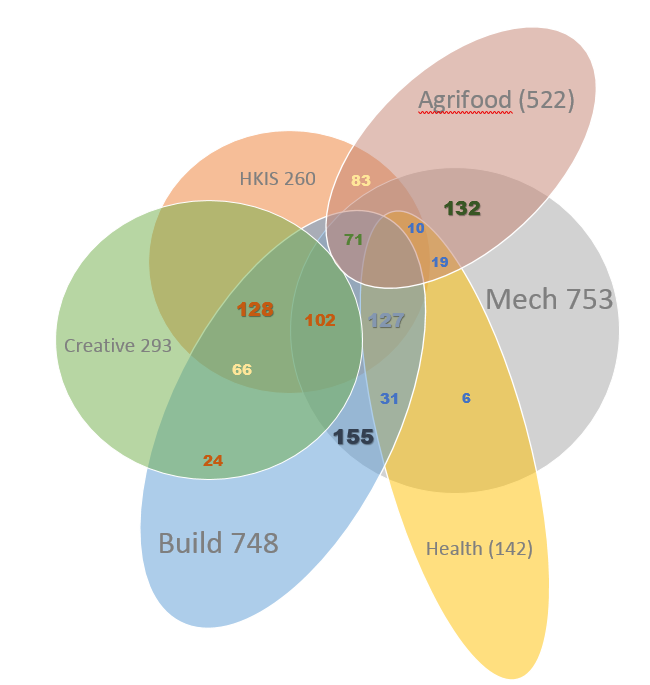 Agrifood (522)
HKIS 260
83
132
10
71
19
Mech 753
128
102
127
Creative 293
66
31
6
155
24
Build 748
Health (142)